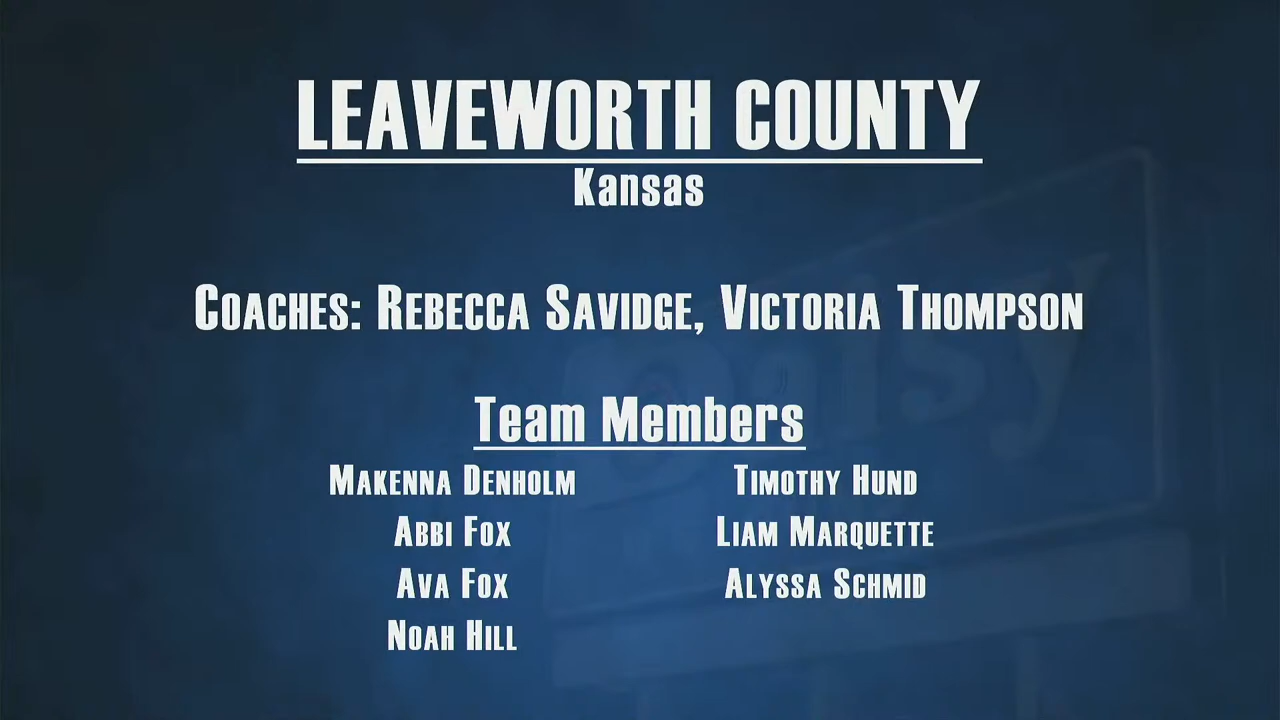 LEAVEWORTH COUNTY
Kansas
COACHES: REBECCA SAVIDGE, VICTORIA THOMPSON
Team Members
MAKENNA DENHOLM
ABBI FOX
AVA FOX
NOAH HILL
TIMOTHY HUND
LIAM MARQUETTE
ALYSSA SCHMID
Daisy